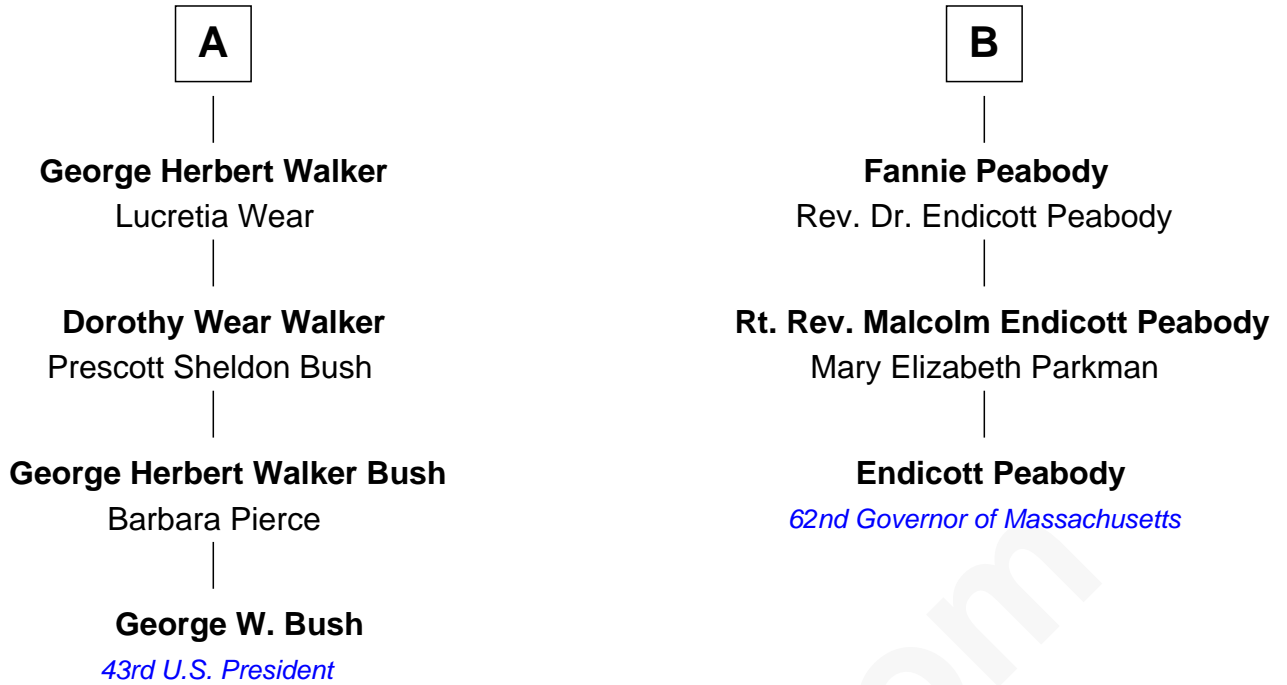 A
George Herbert Walker
Lucretia Wear
Dorothy Wear Walker
Prescott Sheldon Bush
George Herbert Walker Bush
Barbara Pierce
George W. Bush
43rd U.S. President
B
Fannie Peabody
Rev. Dr. Endicott Peabody
Rt. Rev. Malcolm Endicott Peabody
Mary Elizabeth Parkman
Endicott Peabody
62nd Governor of Massachusetts
om